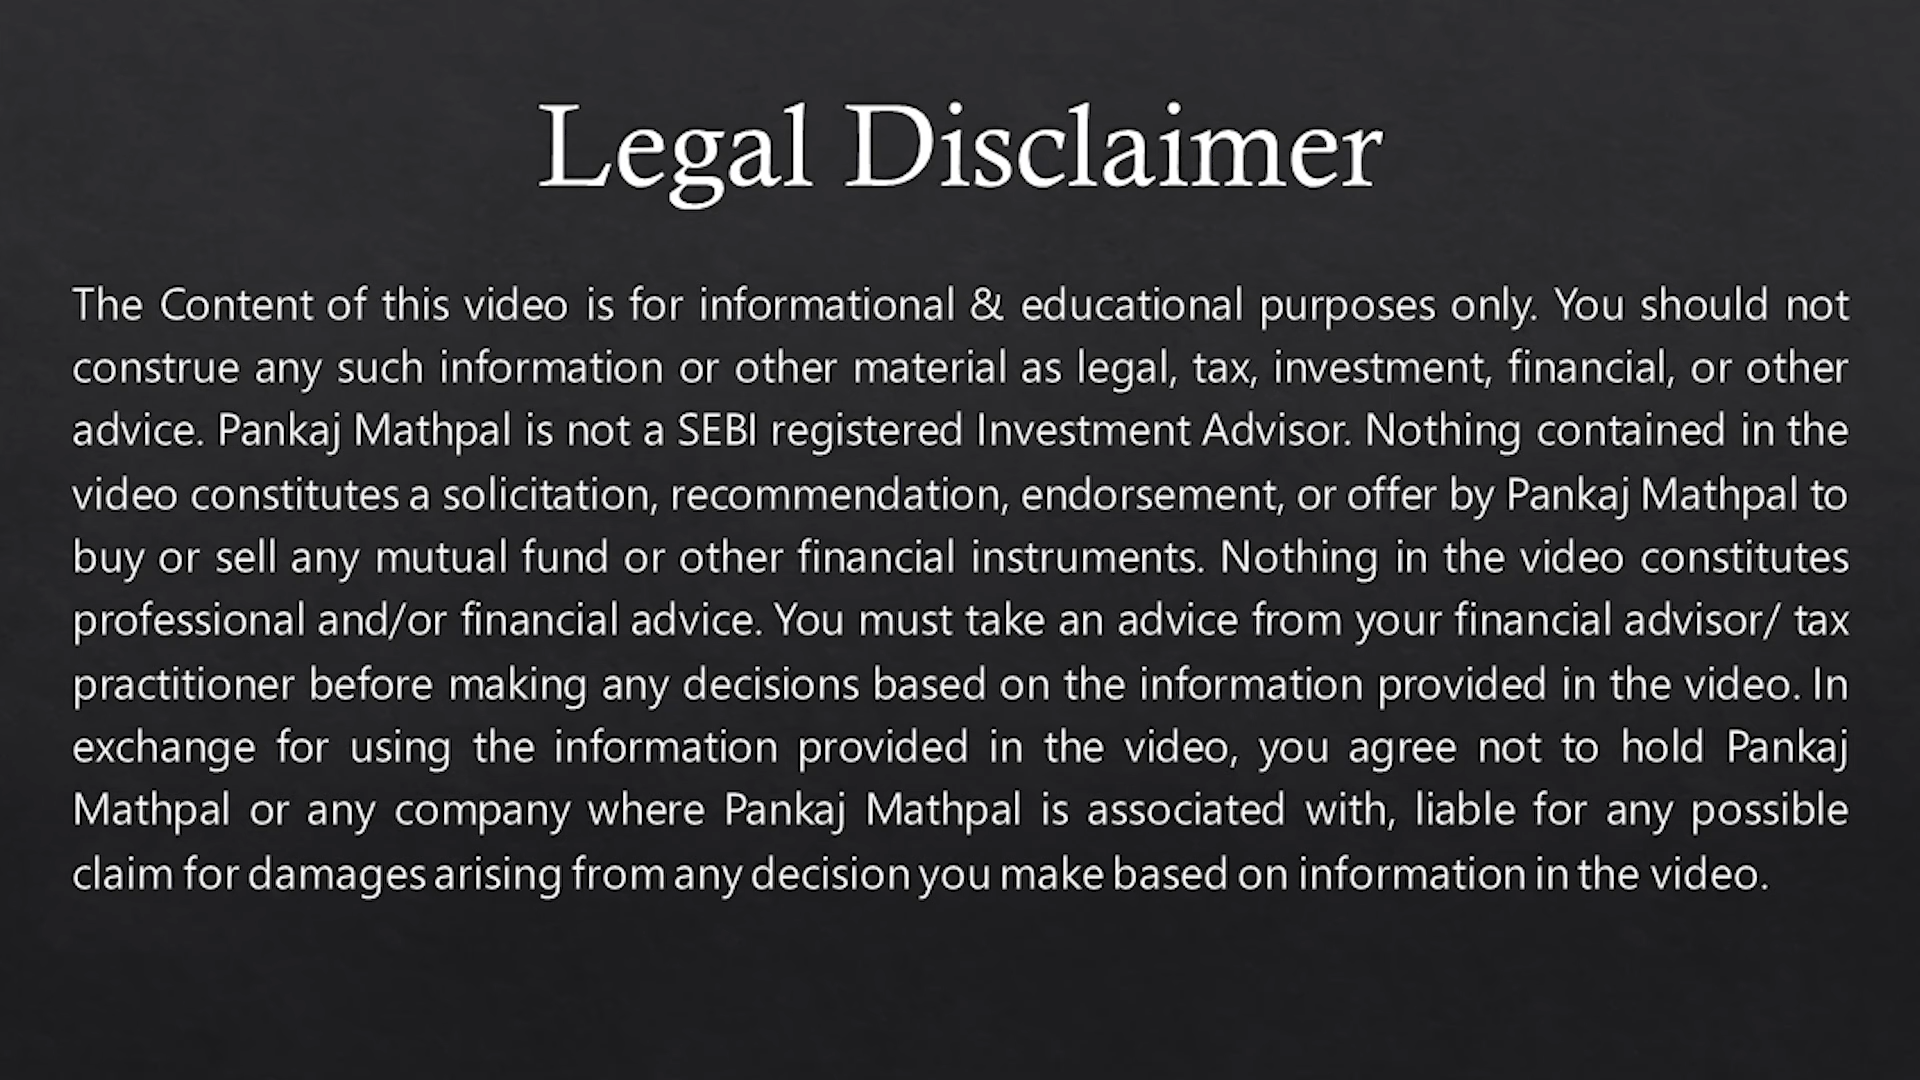 Legal Disclaimer
The Content of this video is for informational & educational purposes only. You should not
construe any such information or other material as legal, tax, investment, financial, or other
advice. Pankaj Mathpal is not a SEBI registered Investment Advisor. Nothing contained in the
video constitutes a solicitation, recommendation, endorsement, or offer by Pankaj Mathpal to
buy or sell any mutual fund or other financial instruments. Nothing in the video constitutes
professional and/or financial advice. You must take an advice from your financial advisor/ tax
practitioner before making any decisions based on the information provided in the video. In
exchange for using the information provided in the video, you agree not to hold Pankaj
Mathpal or any company where Pankaj Mathpal is associated with, liable for any possible
claim for damages arising from any decision you make based on information in the video.